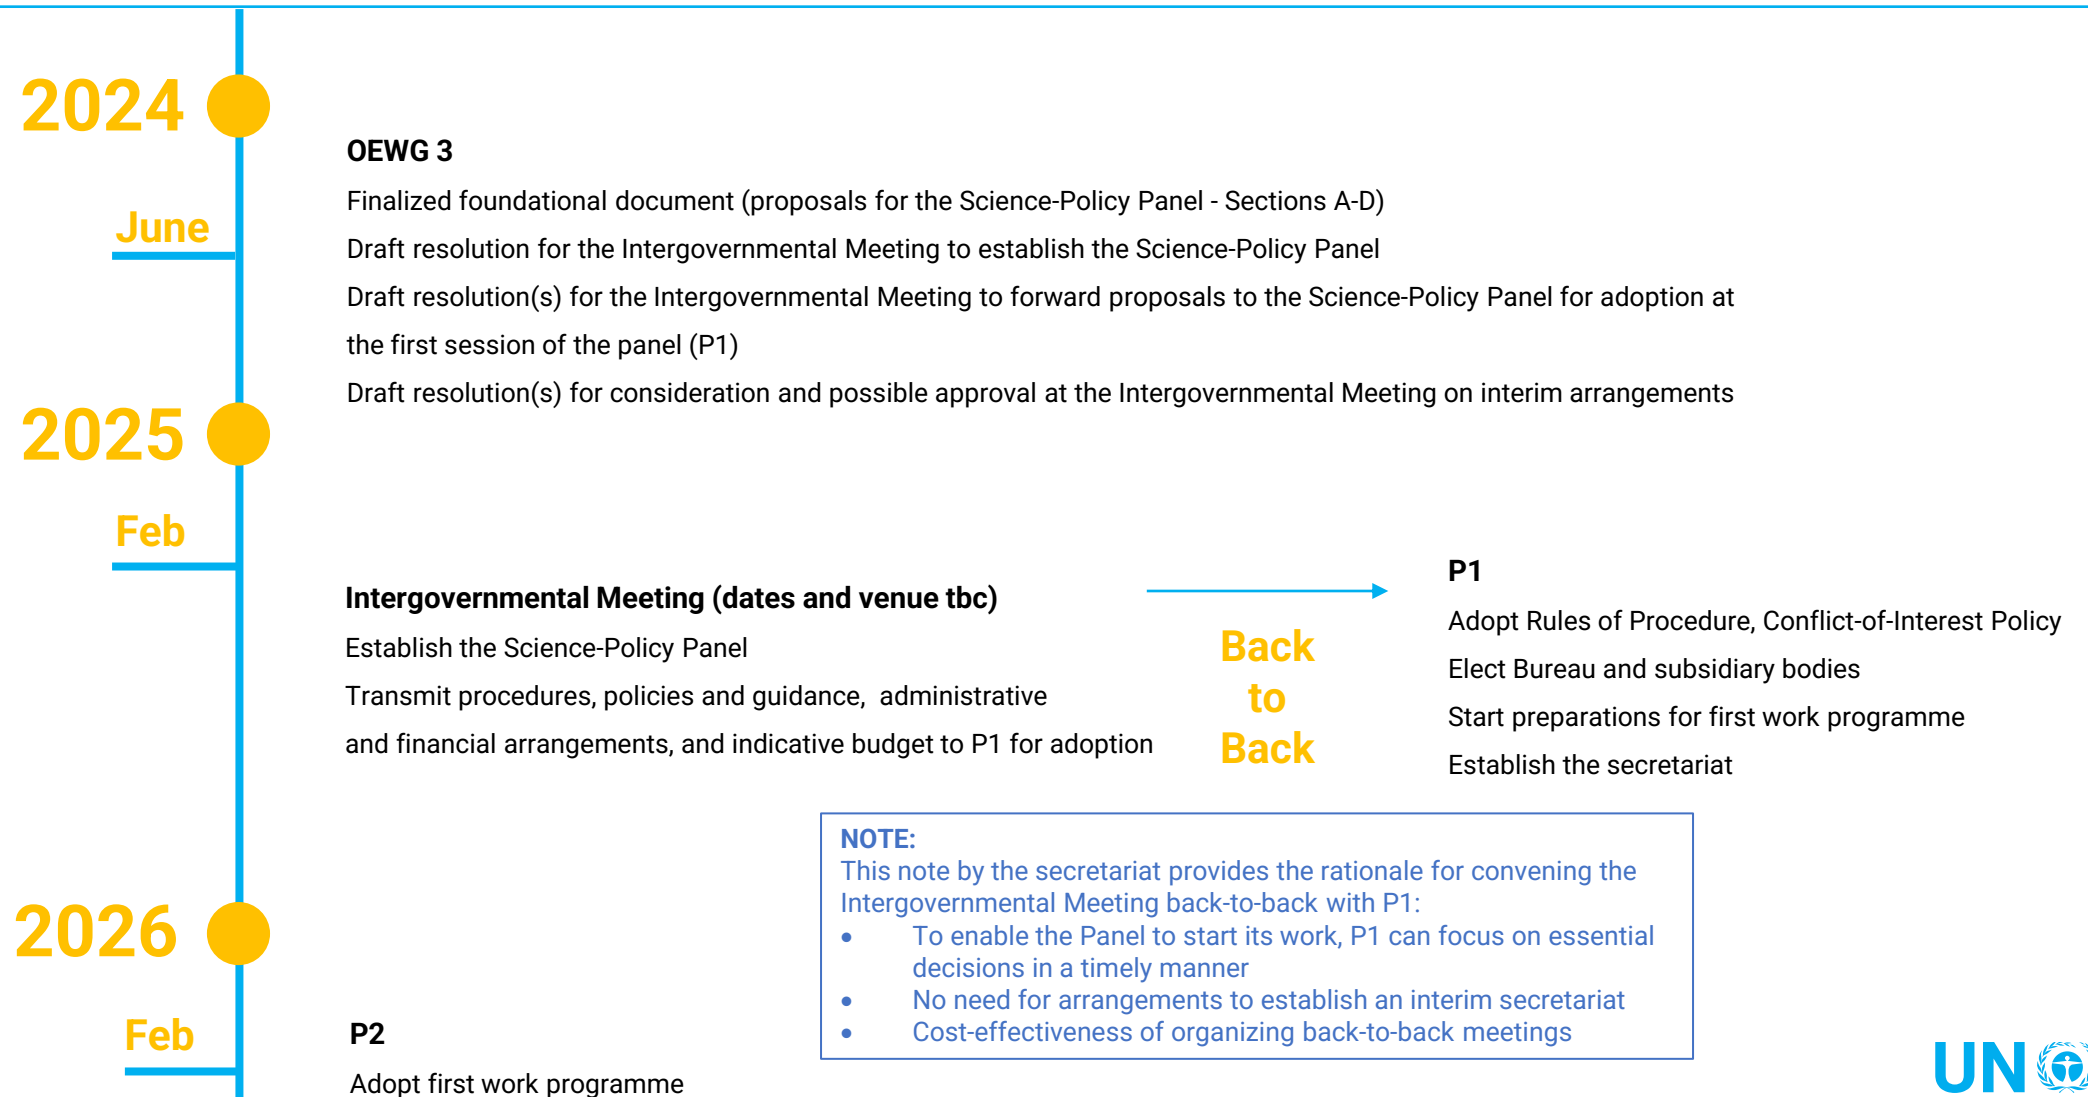 2024
OEWG 3
Finalized foundational document (proposals for the Science-Policy Panel - Sections A-D)
June
Draft resolution for the Intergovernmental Meeting to establish the Science-Policy Panel
Draft resolution(s) for the Intergovernmental Meeting to forward proposals to the Science-Policy Panel for adoption at
the first session of the panel (P1)
Draft resolution(s) for consideration and possible approval at the Intergovernmental Meeting on interim arrangements
2025
Feb
Intergovernmental Meeting (dates and venue tbc)
Establish the Science-Policy Panel
Transmit procedures, policies and guidance,  administrative
and financial arrangements, and indicative budget to P1 for adoption
Back
to
Back
P1
Adopt Rules of Procedure, Conflict-of-Interest Policy
Elect Bureau and subsidiary bodies
Start preparations for first work programme
Establish the secretariat
NOTE:
This note by the secretariat provides the rationale for convening the
Intergovernmental Meeting back-to-back with P1:
• To enable the Panel to start its work, P1 can focus on essential
decisions in a timely manner
• No need for arrangements to establish an interim secretariat
• Cost-effectiveness of organizing back-to-back meetings
2026
Feb
P2
Adopt first work programme
UN